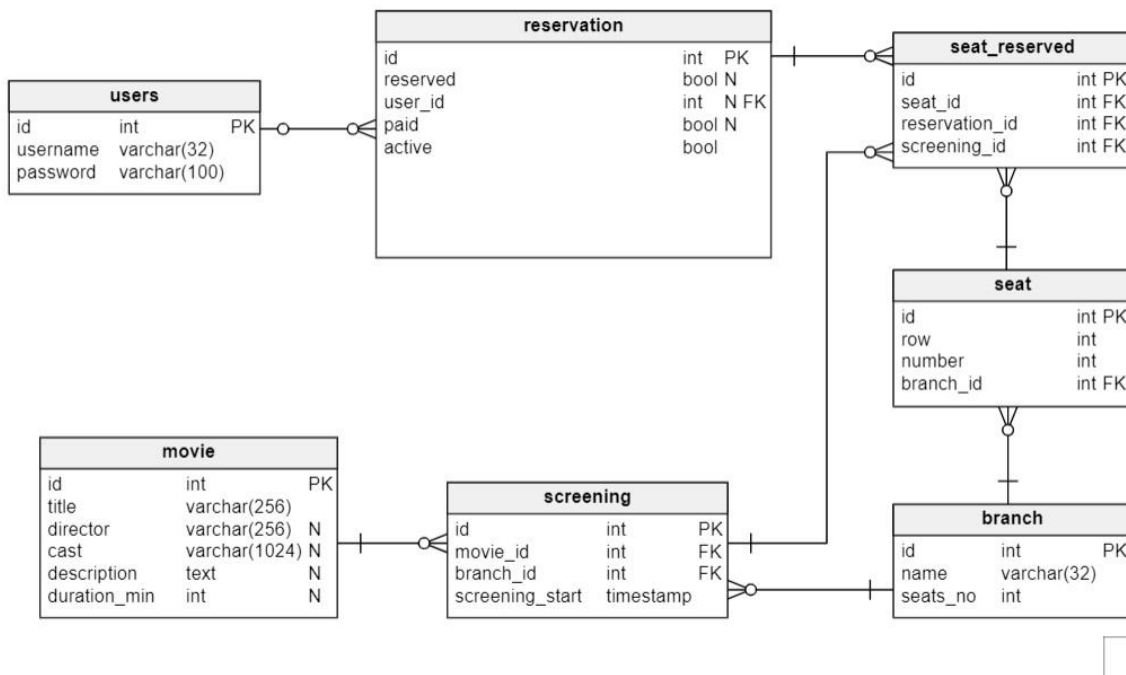 reservation
id int PK
reserved bool N
user_id int N FK
paid bool N
active bool
seat_reserved
id int PK
seat_id int FK
reservation_id int FK
screening_id int FK
users
id int PK
username varchar(32)
password varchar(100)
seat
id int PK
row int
number int
branch_id int FK
movie
id int PK
title varchar(256)
director varchar(256) N
cast varchar(1024) N
description text N
duration_min int N
screening
id int PK
movie_id int FK
branch_id int FK
screening_start timestamp
branch
id int PK
name varchar(32)
seats_no int